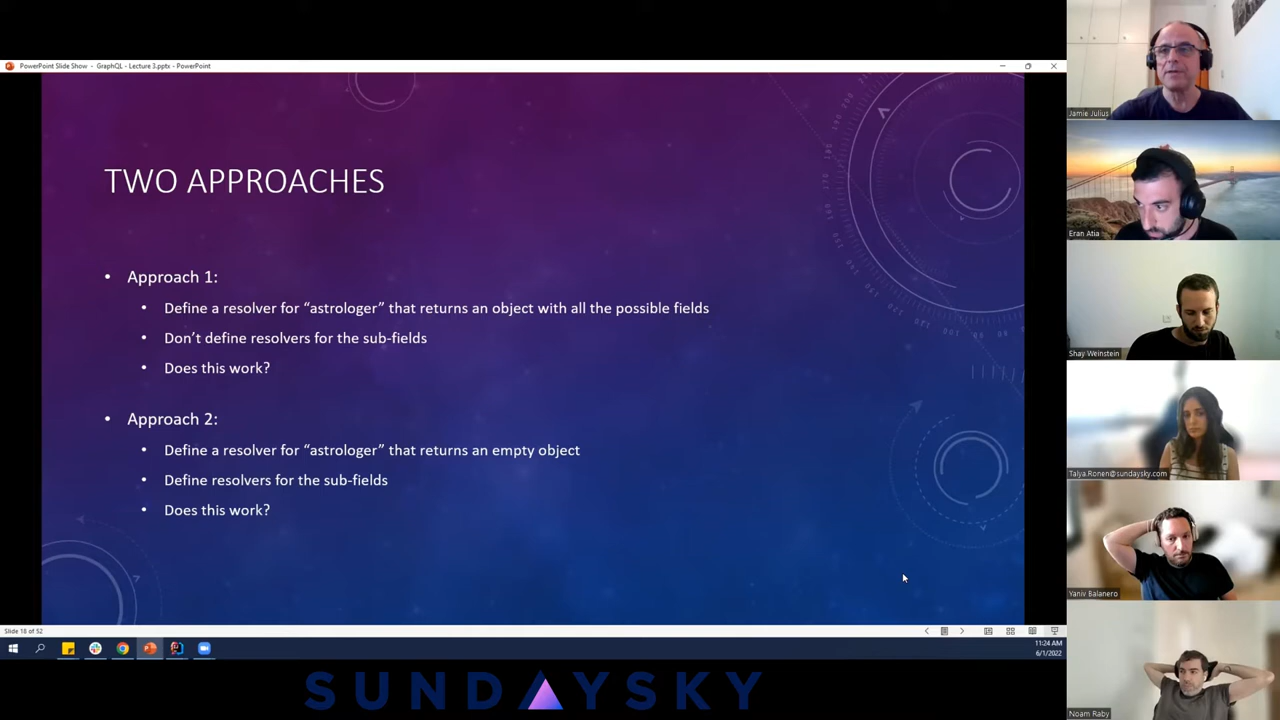 PowerPoint Slide Show - GraphQL - Lecture 3.pptx - PowerPoint
TWO APPROACHES
• Approach 1:
• Define a resolver for “astrologer” that returns an object with all the possible fields
• Don’t define resolvers for the sub-fields
• Does this work?
• Approach 2:
• Define a resolver for “astrologer” that returns an empty object
• Define resolvers for the sub-fields
• Does this work?
Slide 18 of 52
11:24 AM
6/1/2022
SUNDAYSKY
Jamie Julius
Eran Atia
Shay Weinstein
Talya.Ronen@sundaysky.com
Yaniv Balanero
Noam Raby